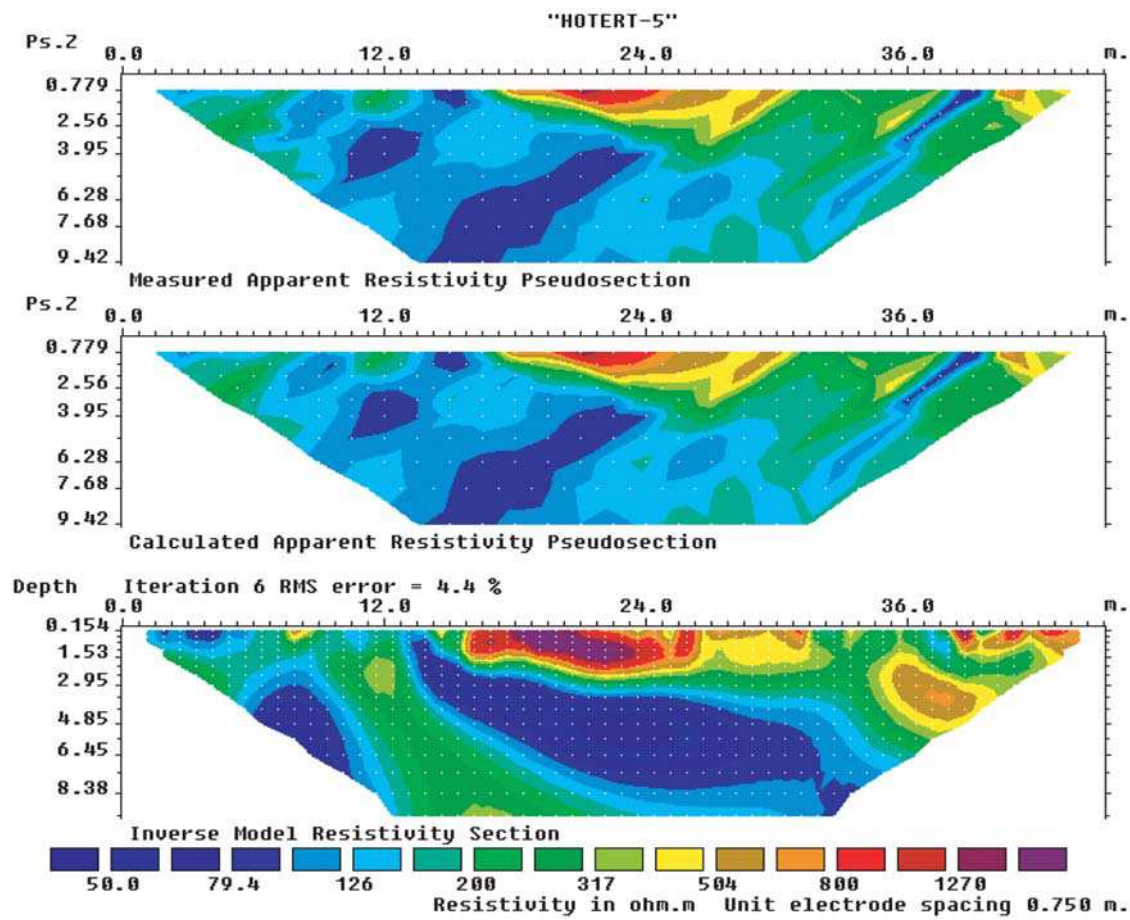 "HOTERT-5"
Ps.Z 0.0 12.0 24.0 36.0 m.
0.779
2.56
3.95
6.28
7.68
9.42
Measured Apparent Resistivity Pseudosection
Ps.Z 0.0 12.0 24.0 36.0 m.
0.779
2.56
3.95
6.28
7.68
9.42
Calculated Apparent Resistivity Pseudosection
Depth Iteration 6 RMS error = 4.4 %
0.0 12.0 24.0 36.0 m.
0.154
1.53
2.95
4.85
6.45
8.38
Inverse Model Resistivity Section
50.0 79.4 126 200 317 504 800 1270
Resistivity in ohm.m Unit electrode spacing 0.750 m.